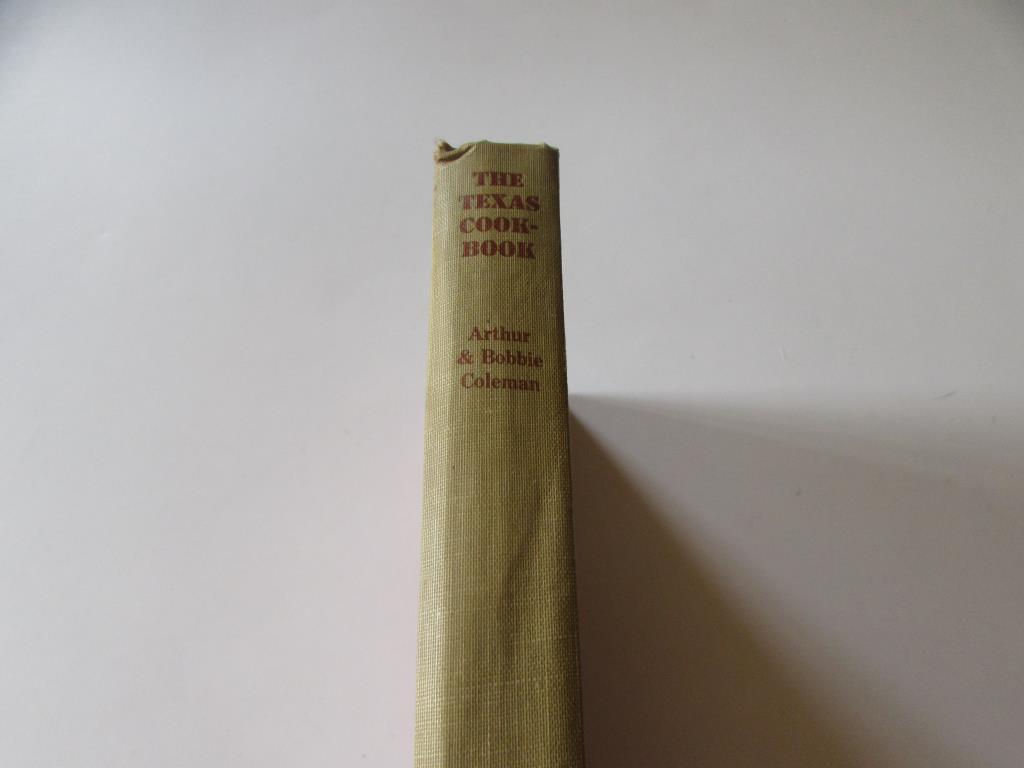 THE
TEXAS
COOK-
BOOK
Arthur
& Bobbie
Coleman